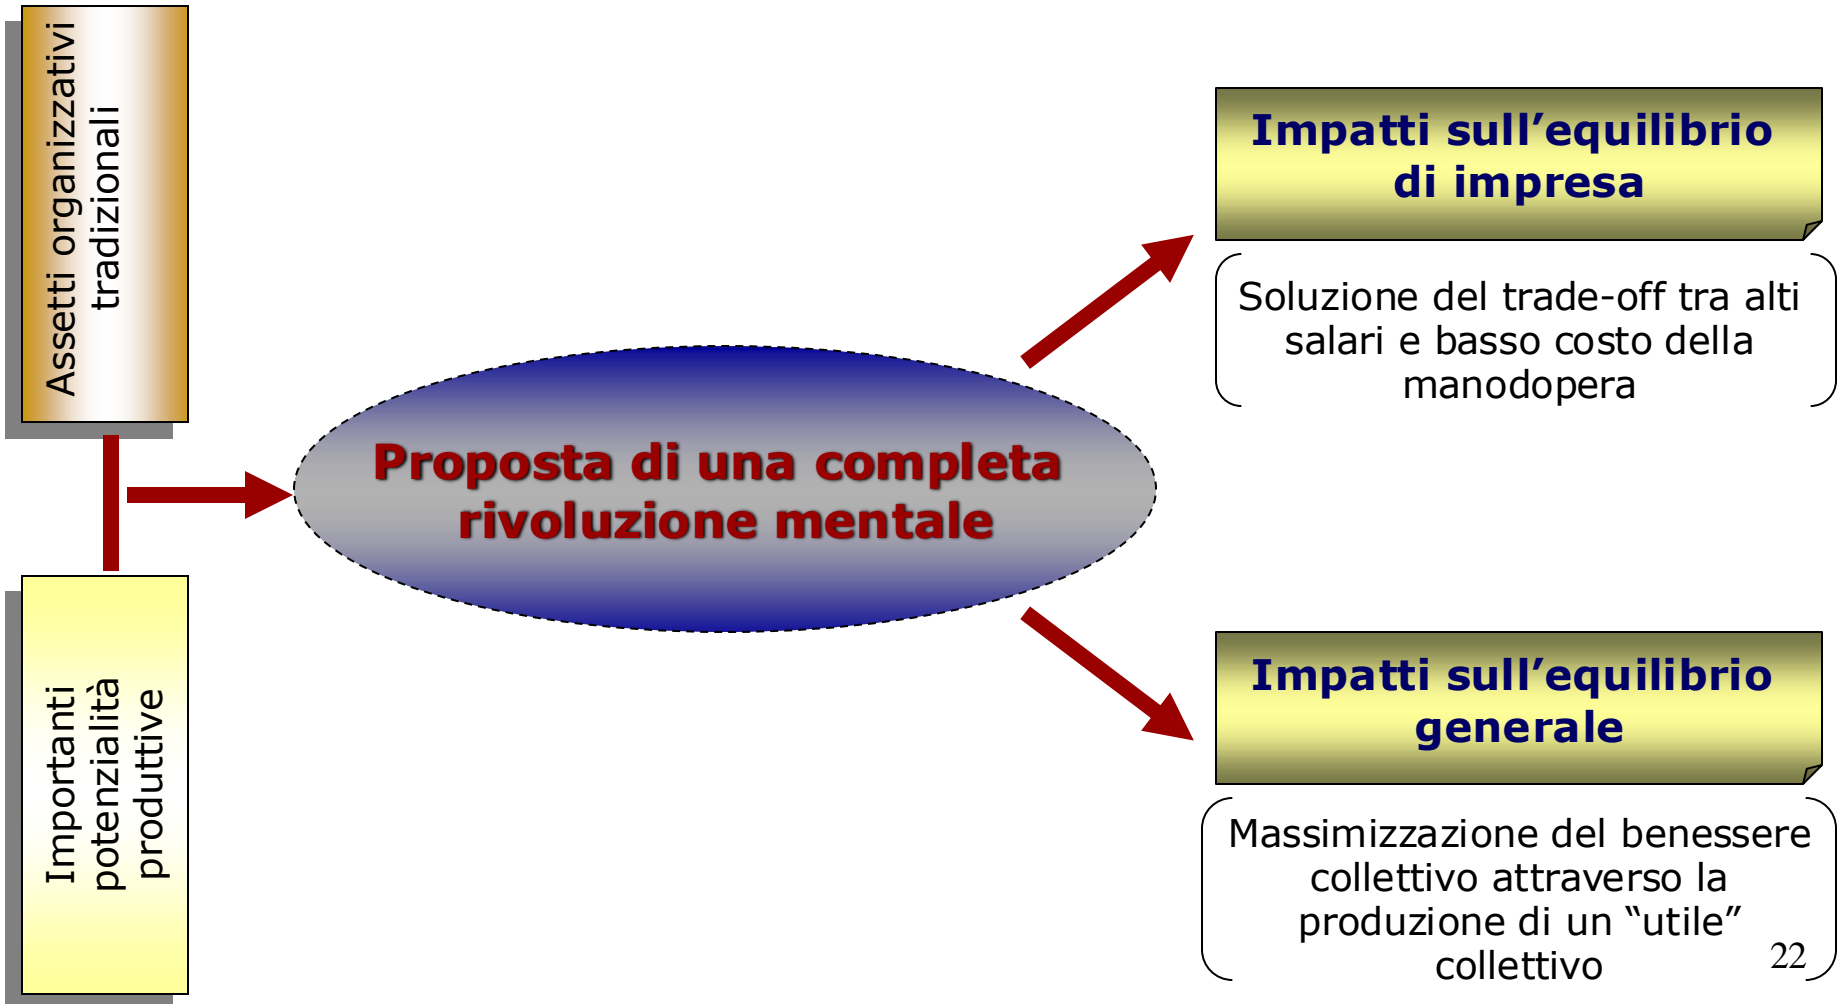 Assetti organizzativi
tradizionali
Importanti
potenzialità
produttive
Proposta di una completa
rivoluzione mentale
Impatti sull’equilibrio
di impresa
Soluzione del trade-off tra alti
salari e basso costo della
manodopera
Impatti sull’equilibrio
generale
Massimizzazione del benessere
collettivo attraverso la
produzione di un “utile”
collettivo
22